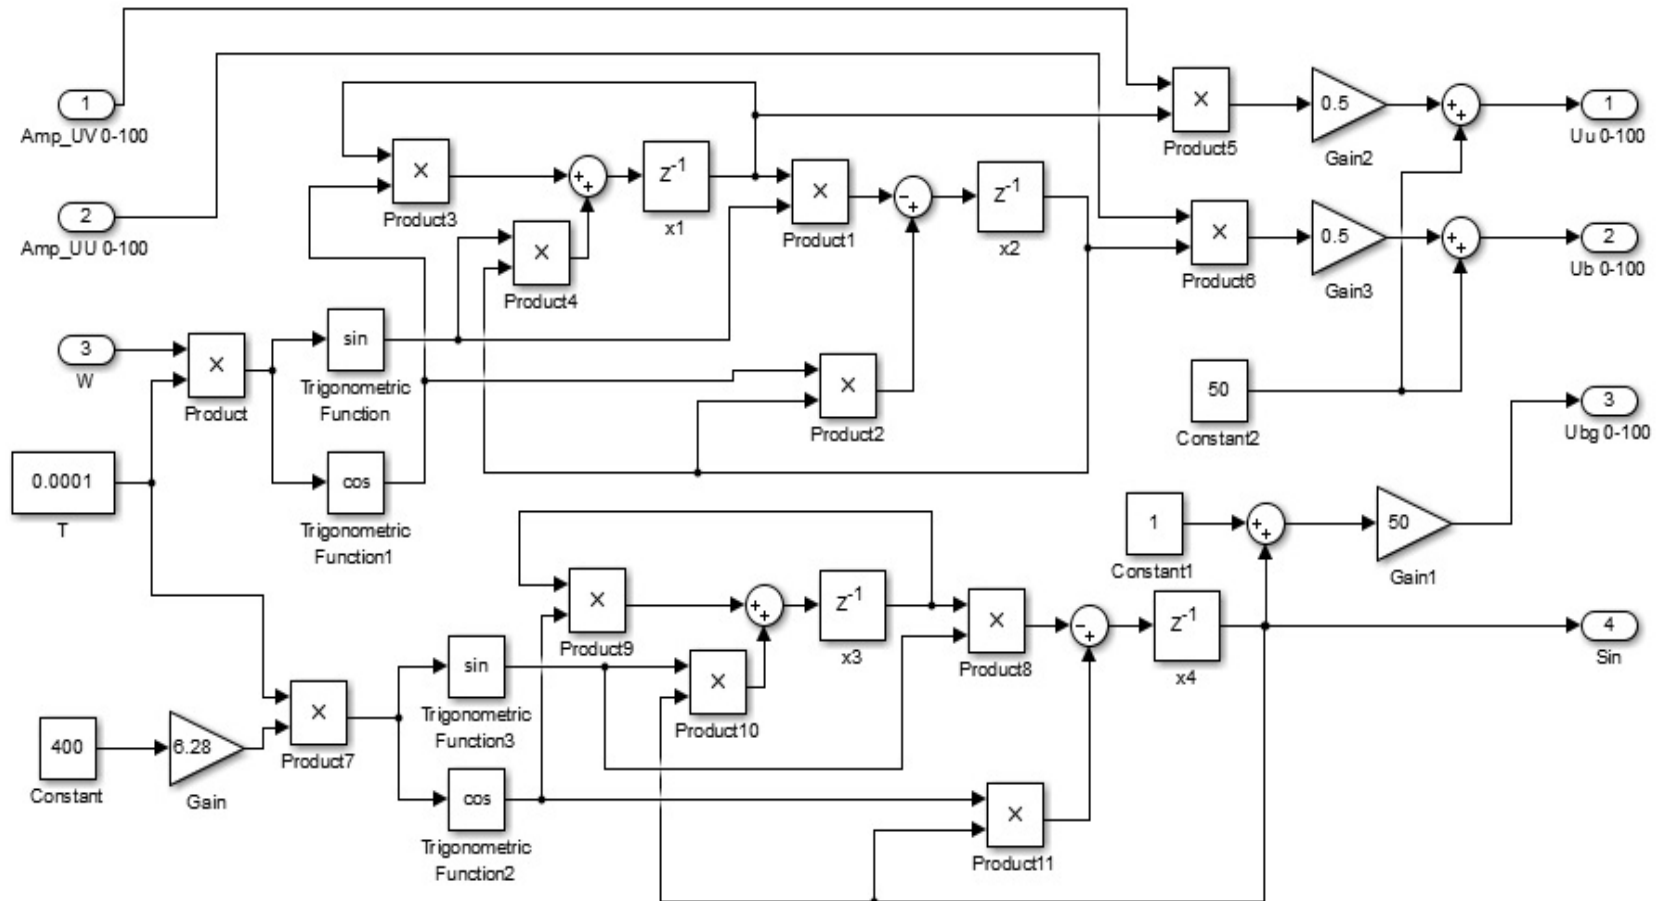 1
Amp_UV 0-100
2
Amp_UU 0-100
3
W
0.0001
T
400
Constant
6.28
Gain
×
Product
×
Product7
sin
Trigonometric
Function
cos
Trigonometric
Function1
sin
Trigonometric
Function3
cos
Trigonometric
Function2
×
Product3
×
Product4
+
+
z-1
x1
×
Product1
×
Product2
−
+
z-1
x2
×
Product5
0.5
Gain2
+
+
1
Uu 0-100
×
Product6
0.5
Gain3
+
+
2
Ub 0-100
50
Constant2
3
Ubg 0-100
1
Constant1
+
+
50
Gain1
×
Product9
×
Product10
+
+
z-1
x3
×
Product8
×
Product11
−
+
z-1
x4
4
Sin